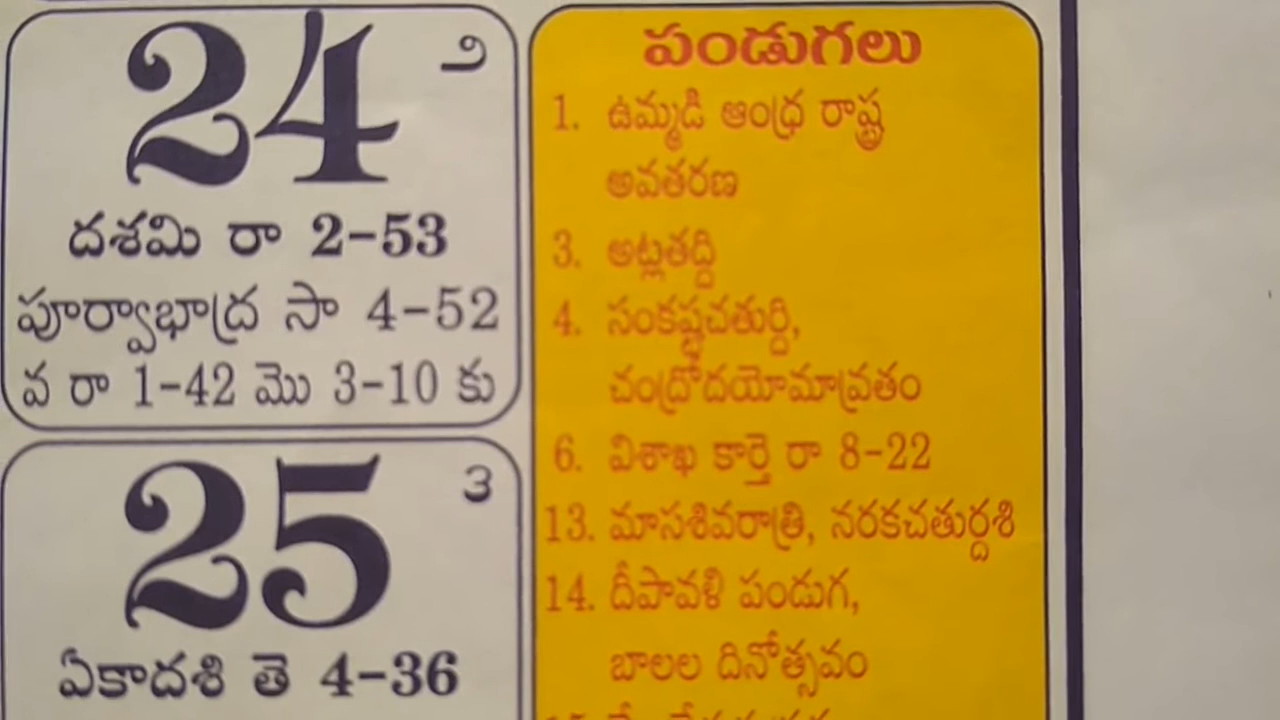 24 ౨
దశమి రా 2-53
పూర్వాభాద్ర సా 4-52
వ రా 1-42 మొ 3-10 కు
25 ౩
ఏకాదశి తె 4-36
పండుగలు
1. ఉమ్మడి ఆంధ్ర రాష్ట్ర
అవతరణ
3. అట్లతద్ది
4. సంకష్టచతుర్ది,
చంద్రోదయోమావ్రతం
6. విశాఖ కార్తె రా 8-22
13. మాసశివరాత్రి, నరకచతుర్దశి
14. దీపావళి పండుగ,
బాలల దినోత్సవం